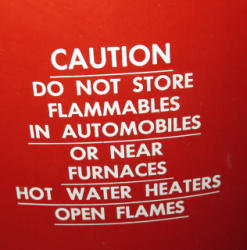 CAUTION
DO NOT STORE
FLAMMABLES
IN AUTOMOBILES
OR NEAR
FURNACES
HOT WATER HEATERS
OPEN FLAMES